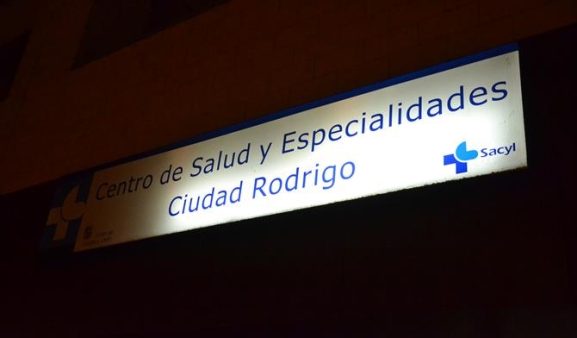 Centro de Salud y Especialidades
Ciudad Rodrigo
Sacyl